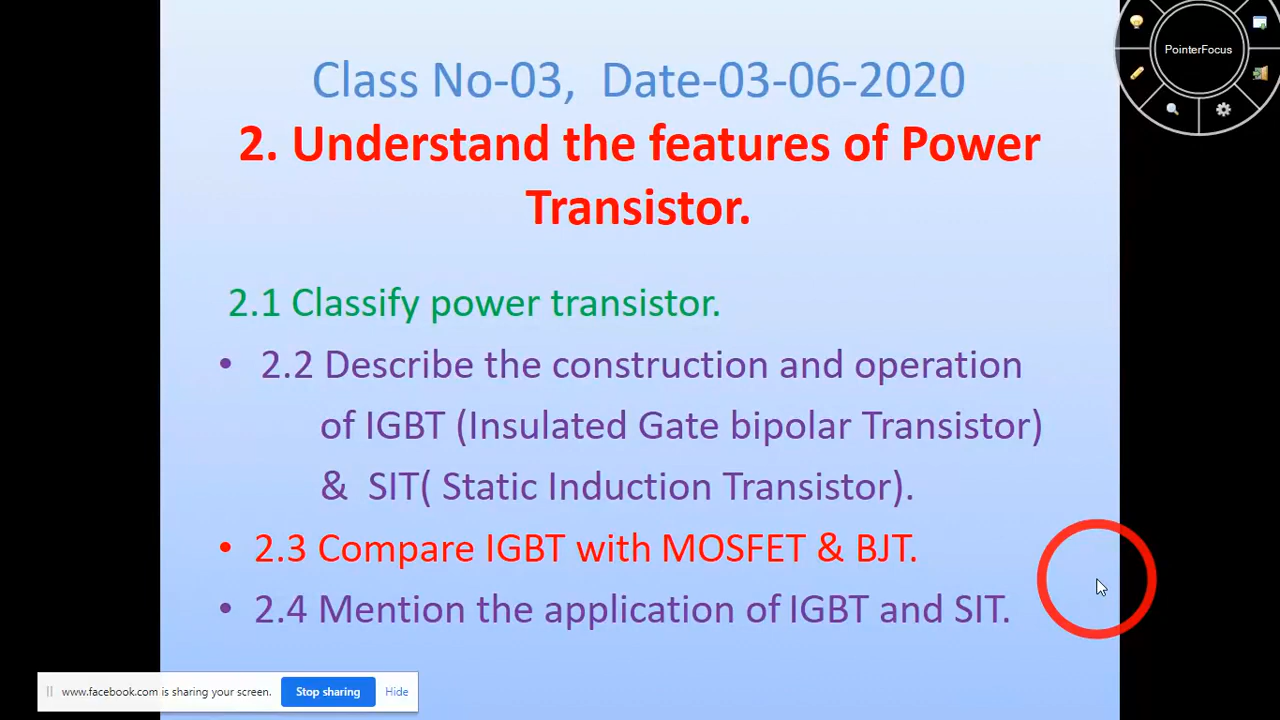 Class No-03, Date-03-06-2020
2. Understand the features of Power
Transistor.
2.1 Classify power transistor.
• 2.2 Describe the construction and operation
of IGBT (Insulated Gate bipolar Transistor)
& SIT( Static Induction Transistor).
• 2.3 Compare IGBT with MOSFET & BJT.
• 2.4 Mention the application of IGBT and SIT.
PointerFocus
www.facebook.com is sharing your screen. Stop sharing Hide